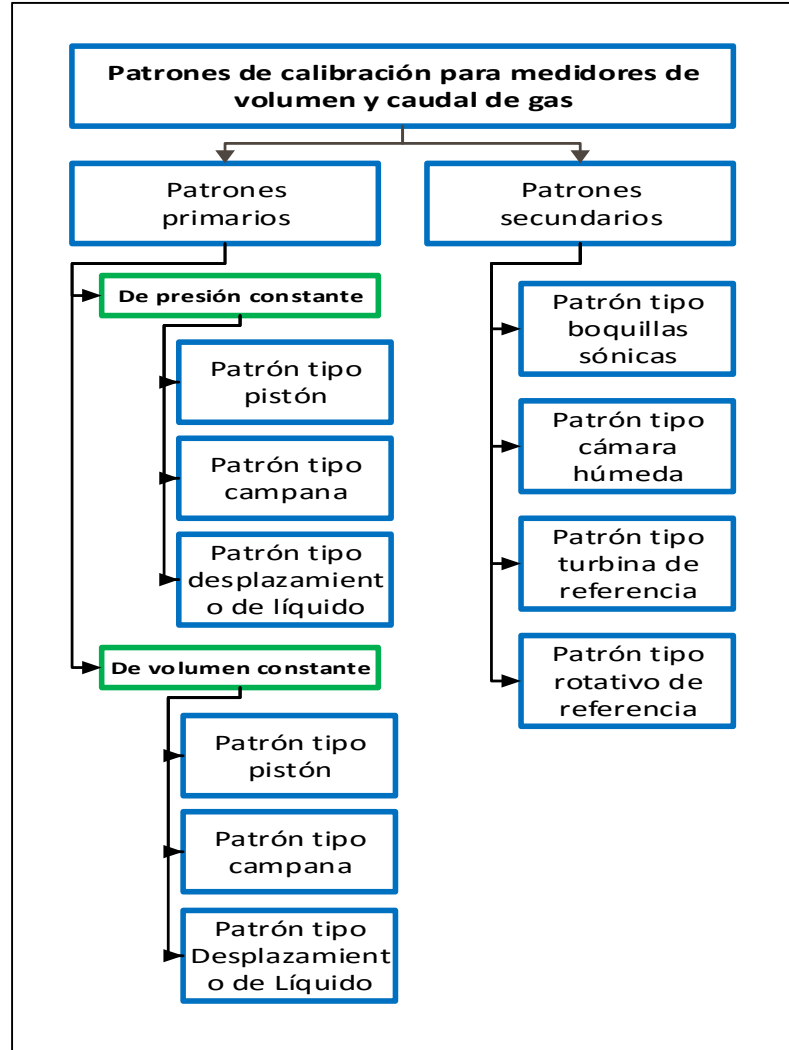 Patrones de calibración para medidores de
volumen y caudal de gas
Patrones
primarios
De presión constante
Patrón tipo
pistón
Patrón tipo
campana
Patrón tipo
desplazamient
o de líquido
De volumen constante
Patrón tipo
pistón
Patrón tipo
campana
Patrón tipo
Desplazamient
o de Líquido
Patrones
secundarios
Patrón tipo
boquillas
sónicas
Patrón tipo
cámara
húmeda
Patrón tipo
turbina de
referencia
Patrón tipo
rotativo de
referencia